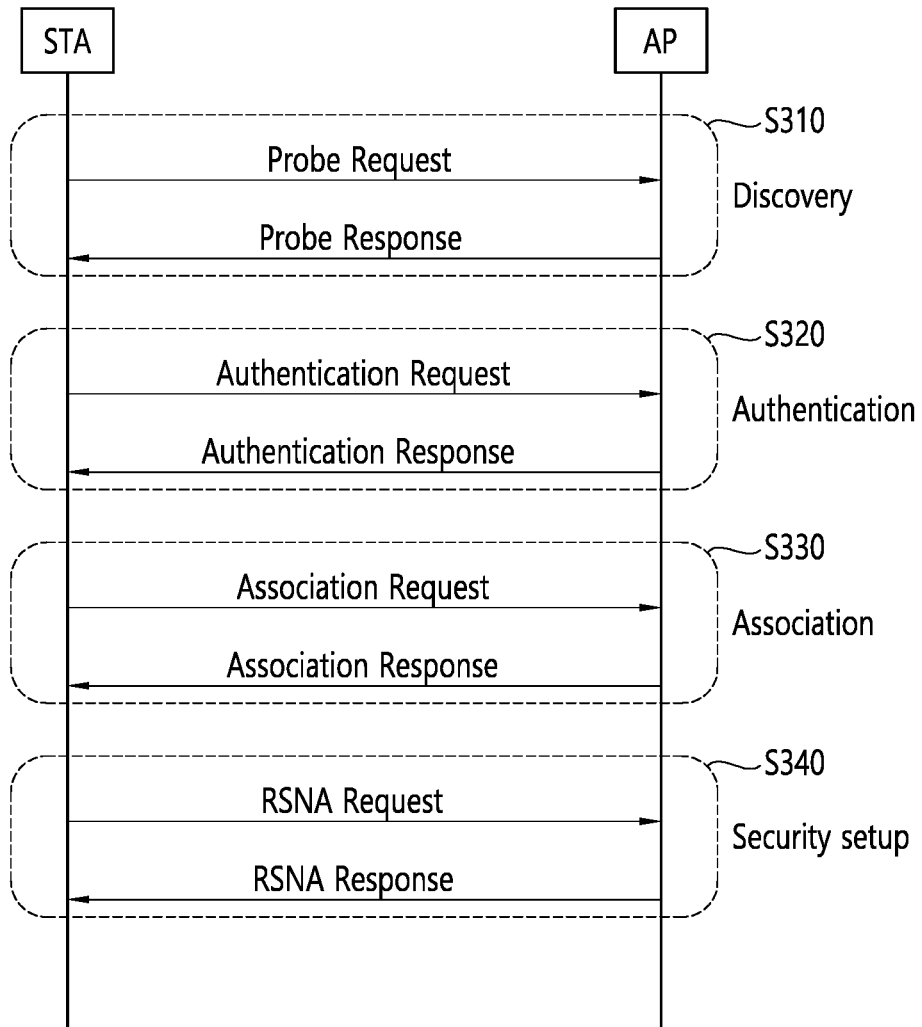 STA
AP
S310
Probe Request
Discovery
Probe Response
S320
Authentication Request
Authentication
Authentication Response
S330
Association Request
Association
Association Response
S340
RSNA Request
Security setup
RSNA Response